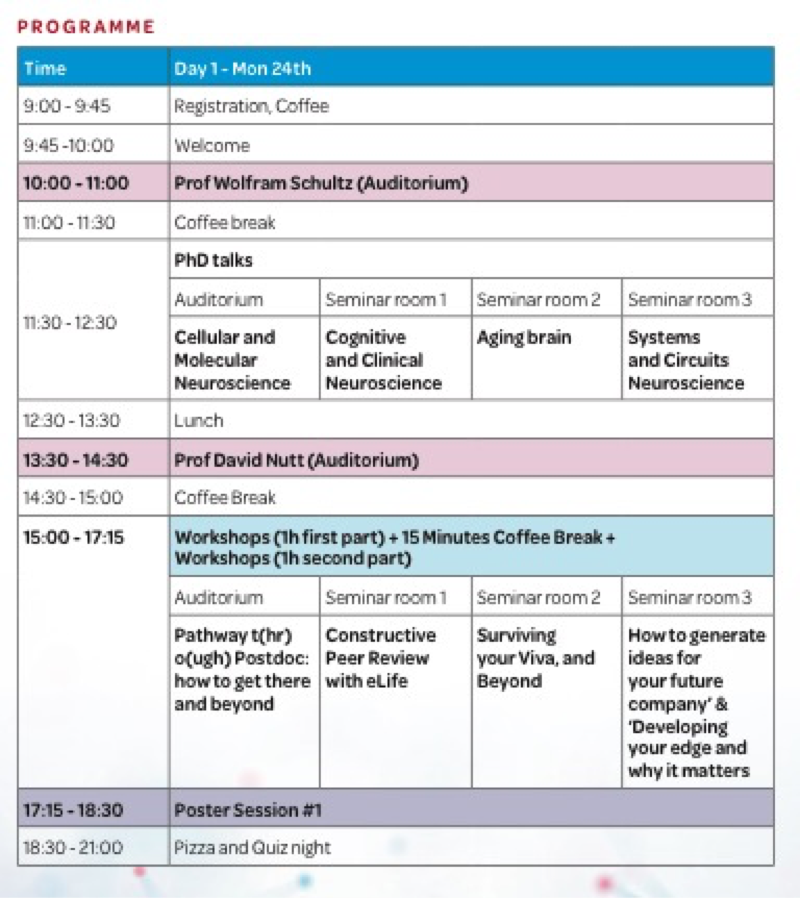 PROGRAMME
Time Day 1 - Mon 24th
9:00 - 9:45 Registration, Coffee
9:45 -10:00 Welcome
10:00 - 11:00 Prof Wolfram Schultz (Auditorium)
11:00 - 11:30 Coffee break
11:30 - 12:30
PhD talks
Auditorium Seminar room 1 Seminar room 2 Seminar room 3
Cellular and
Molecular
Neuroscience
Cognitive
and Clinical
Neuroscience
Aging brain
Systems
and Circuits
Neuroscience
12:30 - 13:30 Lunch
13:30 - 14:30 Prof David Nutt (Auditorium)
14:30 - 15:00 Coffee Break
15:00 - 17:15 Workshops (1h first part) + 15 Minutes Coffee Break +
Workshops (1h second part)
Auditorium Seminar room 1 Seminar room 2 Seminar room 3
Pathway t(hr)
o(ugh) Postdoc:
how to get there
and beyond
Constructive
Peer Review
with eLife
Surviving
your Viva, and
Beyond
How to generate
ideas for
your future
company' &
'Developing
your edge and
why it matters
17:15 - 18:30 Poster Session #1
18:30 - 21:00 Pizza and Quiz night